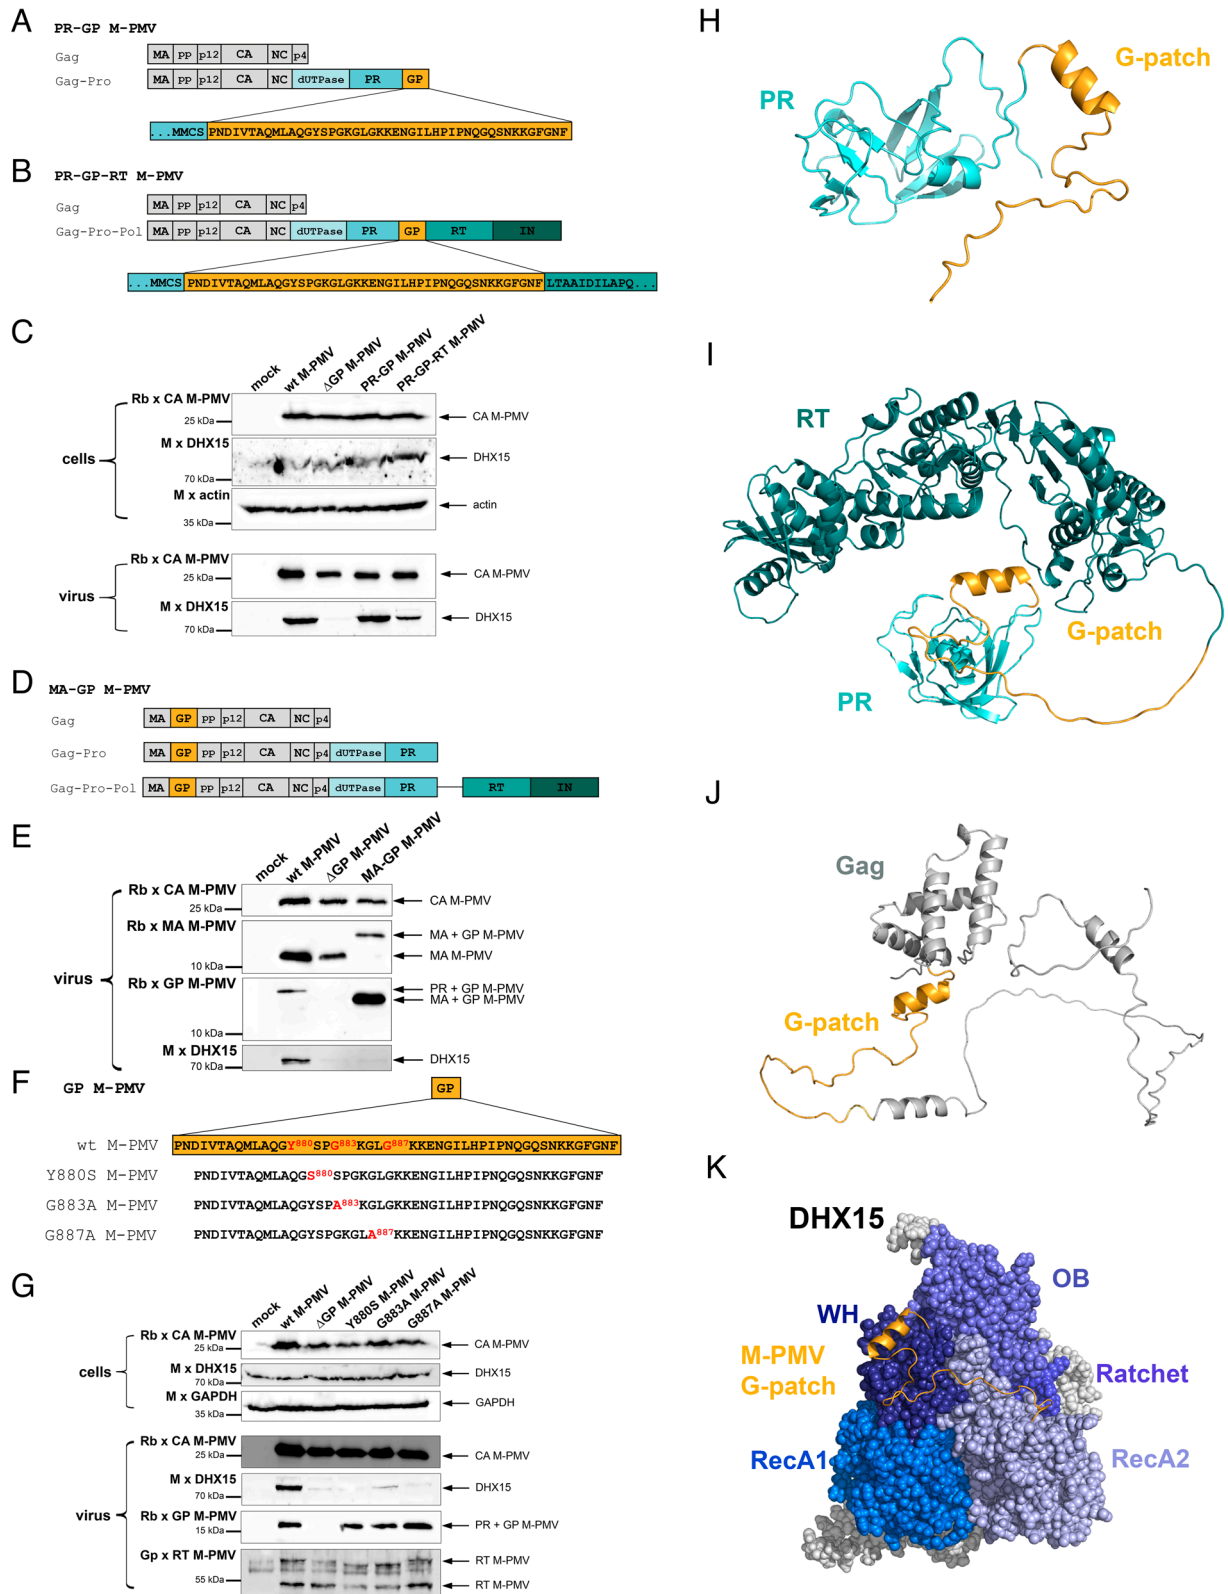 A
PR-GP M-PMV
Gag
MA pp p12 CA NC p4
Gag-Pro
MA pp p12 CA NC dUTPase PR GP
...MMCS PNDIVTAQMLAQGYSPGKGLGKKENGILHPIPNQGQSNKKGFGNF
B
PR-GP-RT M-PMV
Gag
MA pp p12 CA NC p4
Gag-Pro-Pol
MA pp p12 CA NC dUTPase PR GP RT IN
...MMCS PNDIVTAQMLAQGYSPGKGLGKKENGILHPIPNQGQSNKKGFGNF LTAAIDILAPQ...
C
mock wt M-PMV ΔGP M-PMV PR-GP M-PMV PR-GP-RT M-PMV
cells
Rb x CA M-PMV
25 kDa
CA M-PMV
M x DHX15
70 kDa
DHX15
M x actin
35 kDa
actin
virus
Rb x CA M-PMV
25 kDa
CA M-PMV
M x DHX15
70 kDa
DHX15
D
MA-GP M-PMV
Gag
MA GP pp p12 CA NC p4
Gag-Pro
MA GP pp p12 CA NC p4 dUTPase PR
Gag-Pro-Pol
MA GP pp p12 CA NC p4 dUTPase PR RT IN
E
mock wt M-PMV ΔGP M-PMV MA-GP M-PMV
virus
Rb x CA M-PMV
25 kDa
CA M-PMV
Rb x MA M-PMV
10 kDa
MA + GP M-PMV
MA M-PMV
Rb x GP M-PMV
10 kDa
PR + GP M-PMV
MA + GP M-PMV
M x DHX15
70 kDa
DHX15
F
GP M-PMV
GP
wt M-PMV
PNDIVTAQMLAQGY880SPG883KGLG887KKENGILHPIPNQGQSNKKGFGNF
Y880S M-PMV
PNDIVTAQMLAQGS880SPGKGLGKKENGILHPIPNQGQSNKKGFGNF
G883A M-PMV
PNDIVTAQMLAQGYSPA883KGLGKKENGILHPIPNQGQSNKKGFGNF
G887A M-PMV
PNDIVTAQMLAQGYSPGKGLA887KKENGILHPIPNQGQSNKKGFGNF
G
mock wt M-PMV ΔGP M-PMV Y880S M-PMV G883A M-PMV G887A M-PMV
cells
Rb x CA M-PMV
25 kDa
CA M-PMV
M x DHX15
70 kDa
DHX15
M x GAPDH
35 kDa
GAPDH
virus
Rb x CA M-PMV
25 kDa
CA M-PMV
M x DHX15
70 kDa
DHX15
Rb x GP M-PMV
15 kDa
PR + GP M-PMV
Gp x RT M-PMV
55 kDa
RT M-PMV
RT M-PMV
H
PR
G-patch
I
RT
G-patch
PR
J
Gag
G-patch
K
DHX15
OB
WH
M-PMV
G-patch
Ratchet
RecA1
RecA2